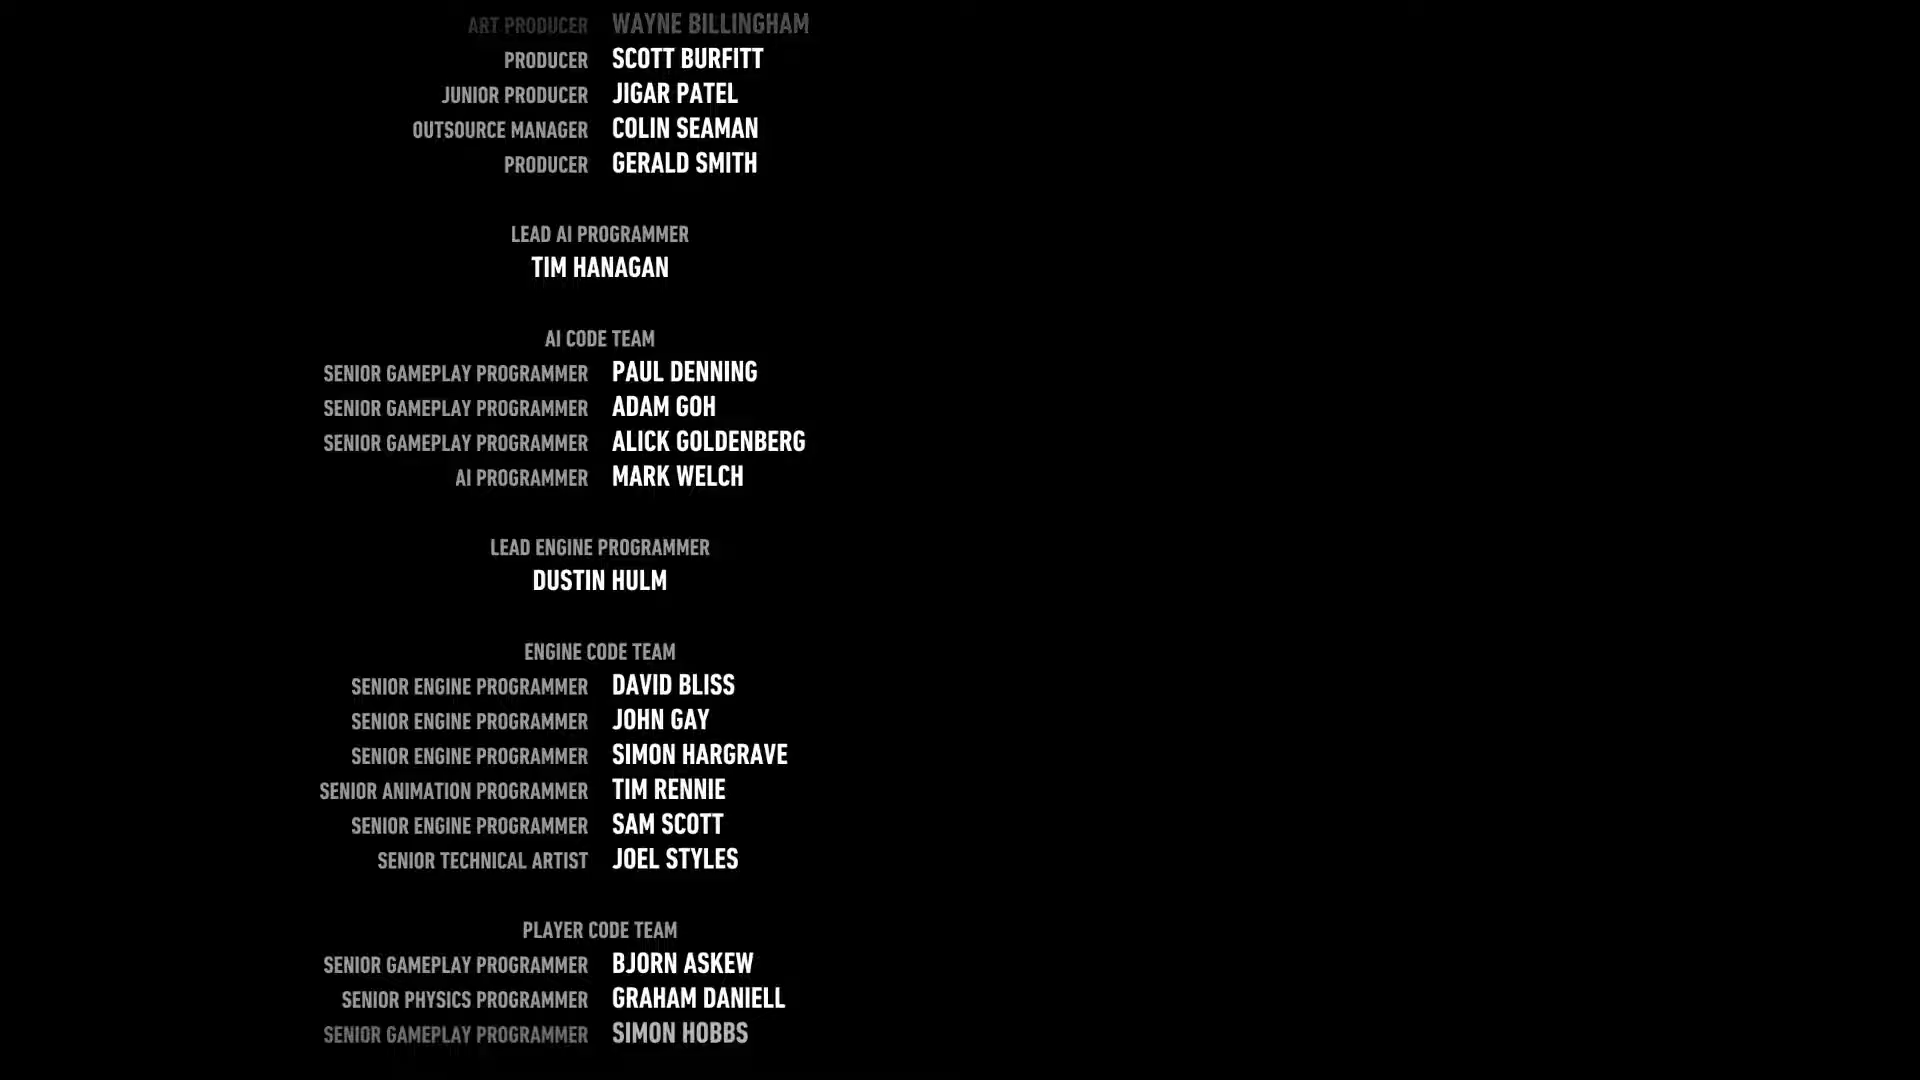 ART PRODUCER WAYNE BILLINGHAM
PRODUCER SCOTT BURFITT
JUNIOR PRODUCER JIGAR PATEL
OUTSOURCE MANAGER COLIN SEAMAN
PRODUCER GERALD SMITH
LEAD AI PROGRAMMER
TIM HANAGAN
AI CODE TEAM
SENIOR GAMEPLAY PROGRAMMER PAUL DENNING
SENIOR GAMEPLAY PROGRAMMER ADAM GOH
SENIOR GAMEPLAY PROGRAMMER ALICK GOLDENBERG
AI PROGRAMMER MARK WELCH
LEAD ENGINE PROGRAMMER
DUSTIN HULM
ENGINE CODE TEAM
SENIOR ENGINE PROGRAMMER DAVID BLISS
SENIOR ENGINE PROGRAMMER JOHN GAY
SENIOR ENGINE PROGRAMMER SIMON HARGRAVE
SENIOR ANIMATION PROGRAMMER TIM RENNIE
SENIOR ENGINE PROGRAMMER SAM SCOTT
SENIOR TECHNICAL ARTIST JOEL STYLES
PLAYER CODE TEAM
SENIOR GAMEPLAY PROGRAMMER BJORN ASKEW
SENIOR PHYSICS PROGRAMMER GRAHAM DANIELL
SENIOR GAMEPLAY PROGRAMMER SIMON HOBBS